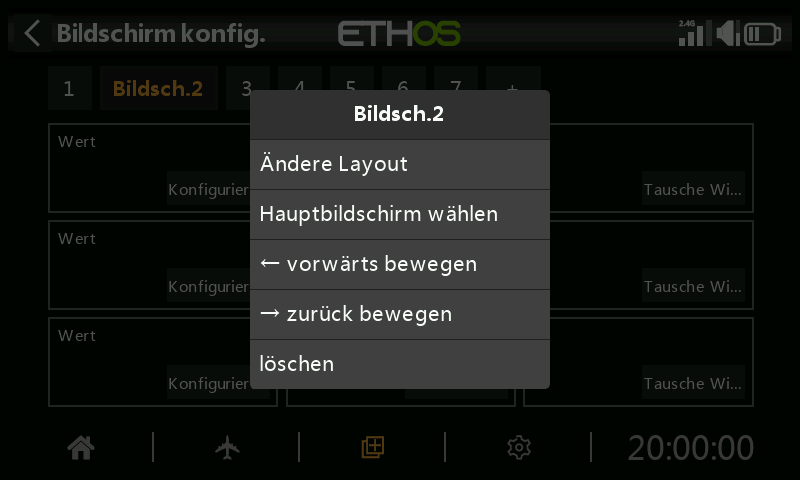 Bildschirm konfig.
ETHOS
2.4G
1
Bildsch.2
3
4
5
6
7
+
Bildsch.2
Ändere Layout
Hauptbildschirm wählen
← vorwärts bewegen
→ zurück bewegen
löschen
Wert
Konfigurier
Tausche Wi...
Wert
Konfigurier
Tausche Wi...
Wert
Konfigurier
Tausche Wi...
20:00:00